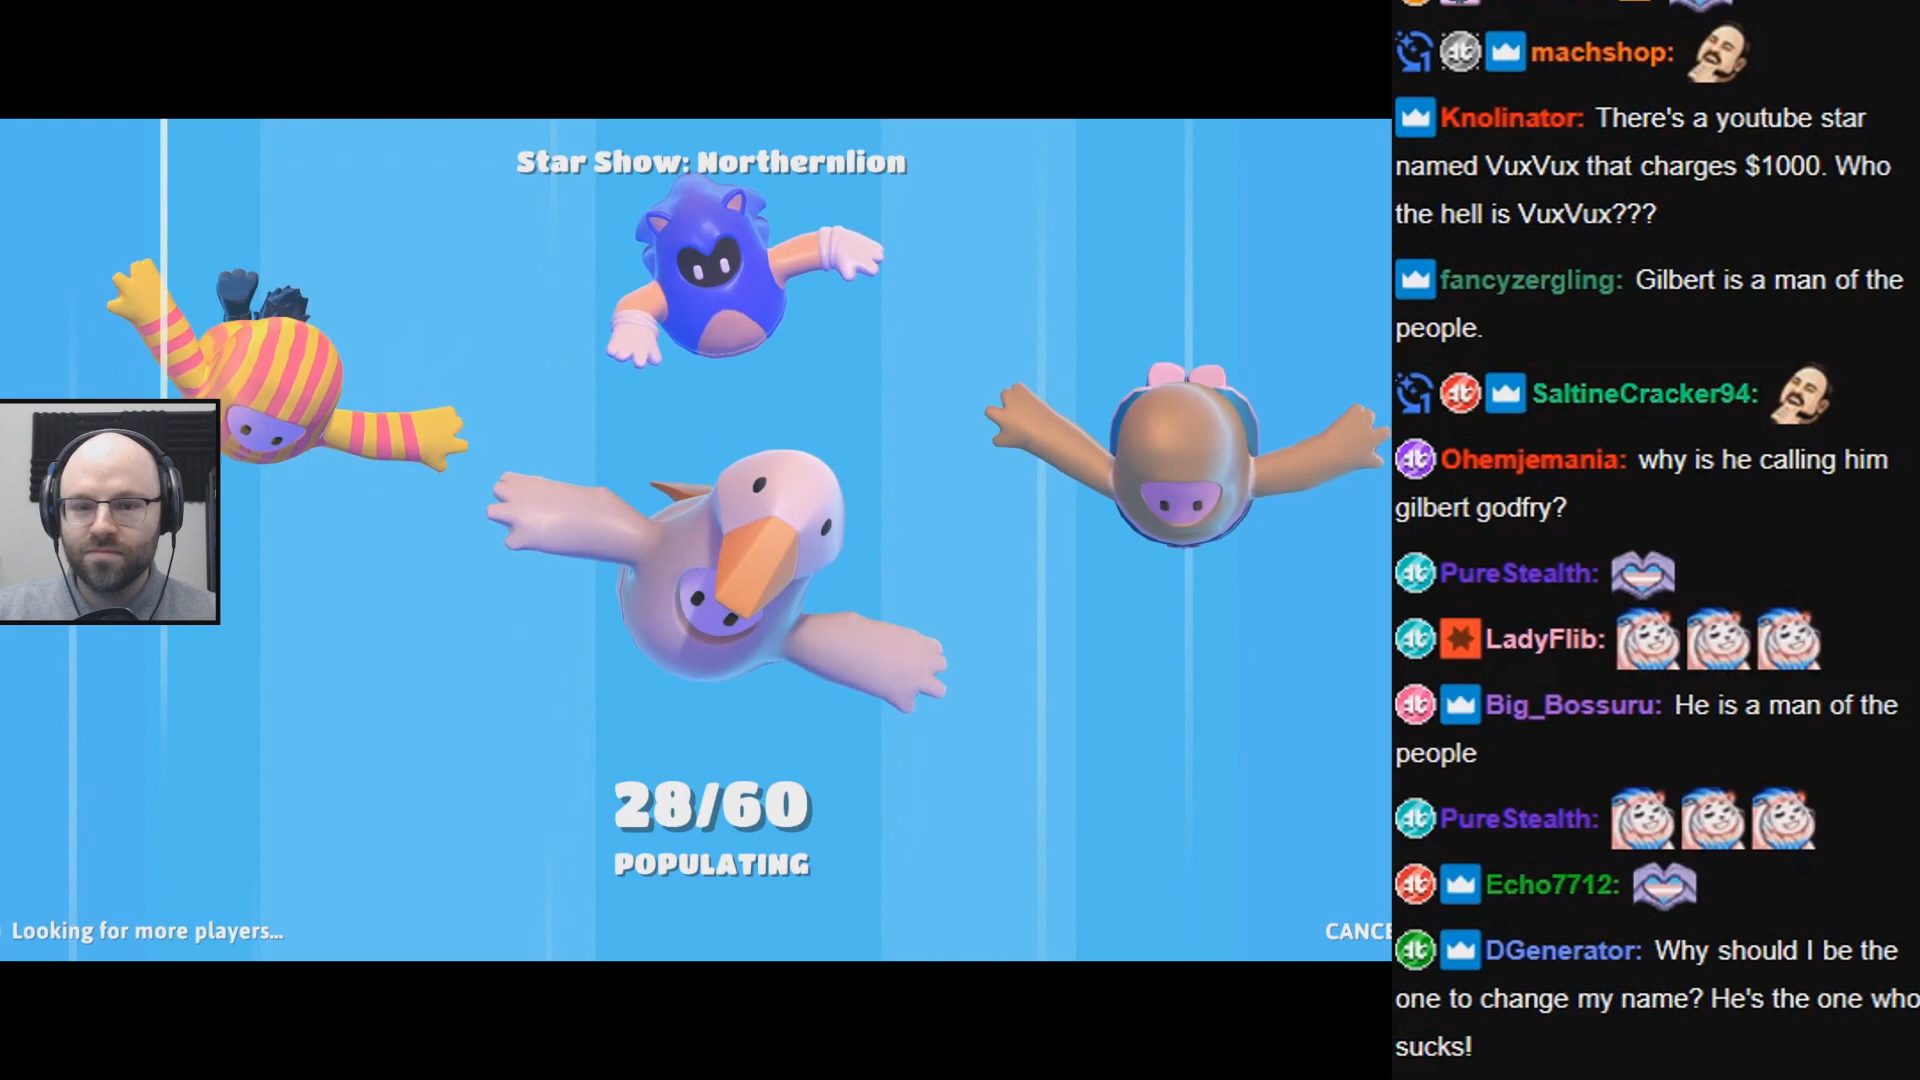 Star Show: Northernlion
28/60
POPULATING
Looking for more players...
CANCE
machshop:
Knolinator: There's a youtube star
named VuxVux that charges $1000. Who
the hell is VuxVux???
fancyzergling: Gilbert is a man of the
people.
SaltineCracker94:
Ohemjemania: why is he calling him
gilbert godfry?
PureStealth:
LadyFlib:
Big_Bossuru: He is a man of the
people
PureStealth:
Echo7712:
DGenerator: Why should I be the
one to change my name? He's the one who
sucks!